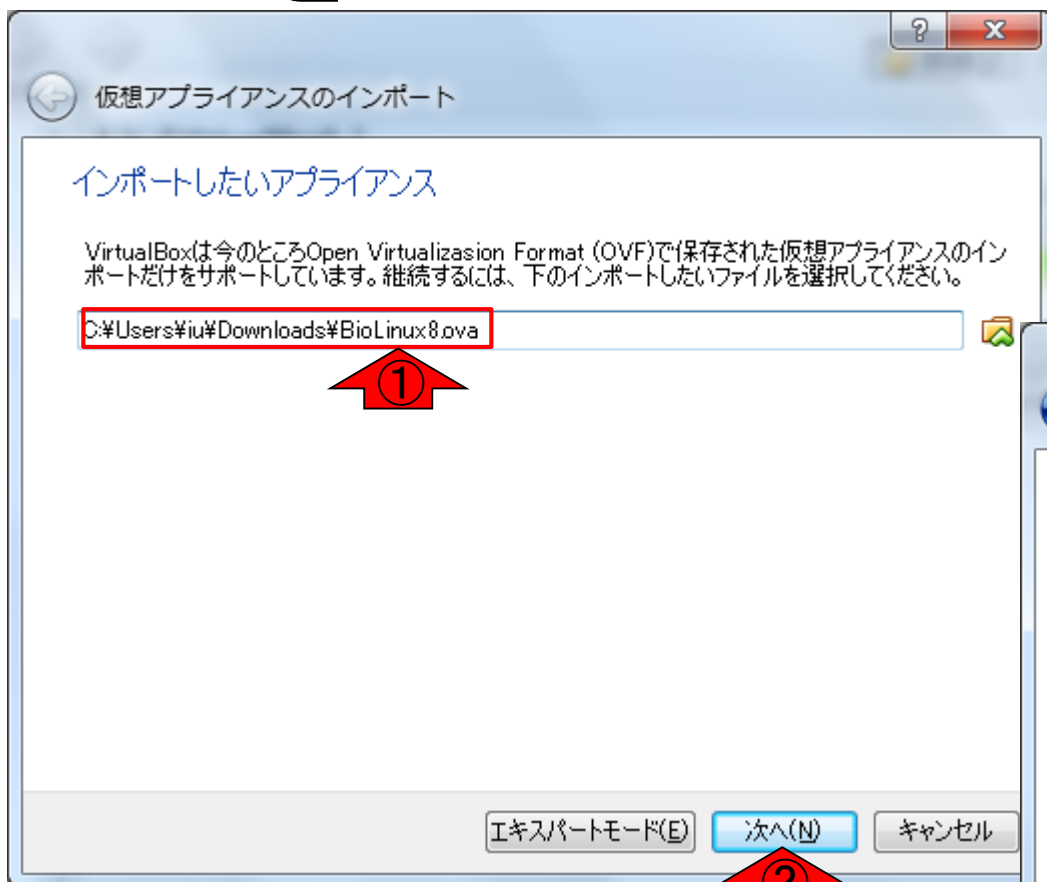 ?
x
仮想アプライアンスのインポート
インポートしたいアプライアンス
VirtualBoxは今のところOpen Virtualizasion Format (OVF)で保存された仮想アプライアンスのイン
ポートだけをサポートしています。継続するには、下のインポートしたいファイルを選択してください。
C:¥Users¥iu¥Downloads¥BioLinux8.ova
①
エキスパートモード(E) 次へ(N) キャンセル
②